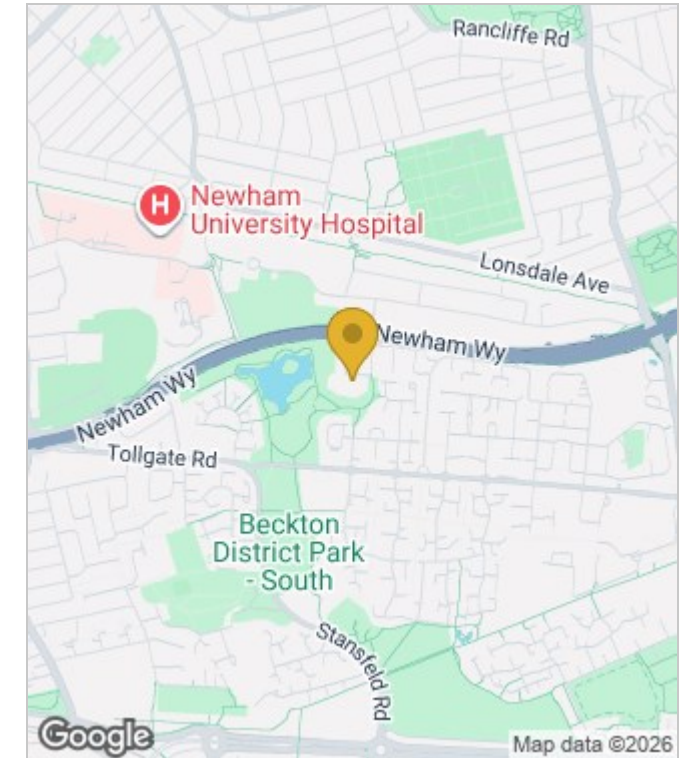 Rancliffe Rd
H
Newham
University Hospital
Lonsdale Ave
Newham Wy
Newham Wy
Tollgate Rd
Beckton
District Park
- South
Stansfeld Rd
Google
Map data ©2026